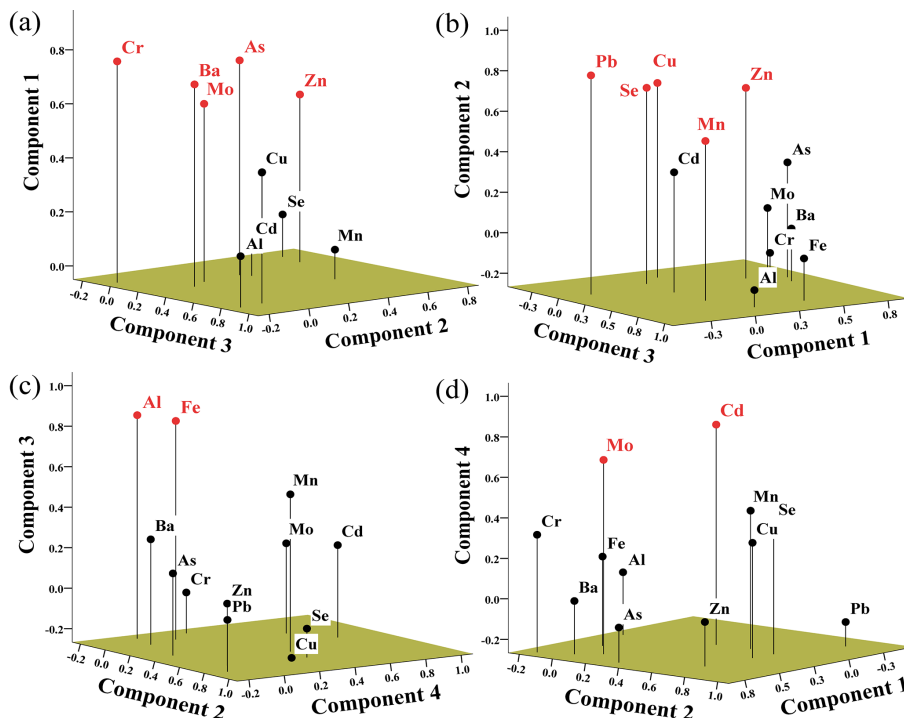 (a)
Component 1
0.8
0.6
0.4
0.2
0.0
Cr
Ba
Mo
As
Zn
Cu
Se
Cd
Al
Mn
-0.2
0.0
0.2
0.4
0.6
0.8
1.0
Component 3
-0.2
0.0
0.2
0.4
0.6
0.8
Component 2
(b)
Component 2
1.0
0.8
0.6
0.4
0.2
0.0
-0.2
Pb
Cu
Se
Zn
Mn
Cd
As
Mo
Ba
Cr
Fe
Al
-0.3
0.0
0.3
0.5
0.8
1.0
Component 3
-0.3
0.0
0.3
0.5
0.8
Component 1
(c)
Component 3
1.0
0.8
0.6
0.4
0.2
0.0
-0.3
Al
Fe
Mn
Ba
Mo
Cd
As
Cr
Zn
Pb
Se
Cu
-0.2
0.0
0.2
0.4
0.6
0.8
1.0
Component 2
0.0
0.2
0.4
0.6
0.8
1.0
Component 4
(d)
Component 4
1.0
0.8
0.6
0.4
0.2
0.0
-0.2
Cd
Mo
Mn
Se
Cr
Cu
Fe
Al
Ba
As
Zn
Pb
-0.2
0.0
0.2
0.4
0.6
0.8
1.0
Component 2
0.8
0.5
0.3
0.0
-0.3
Component 1